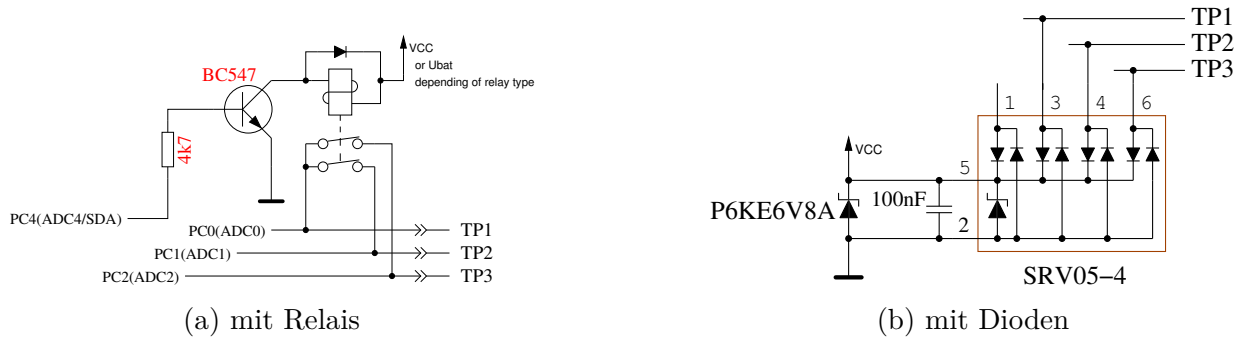 BC547
VCC
or Ubat
depending of relay type
4k7
PC4(ADC4/SDA)
PC0(ADC0)
TP1
PC1(ADC1)
TP2
PC2(ADC2)
TP3
(a) mit Relais
TP1
TP2
TP3
1 3 4 6
VCC
5
P6KE6V8A
100nF
2
SRV05−4
(b) mit Dioden